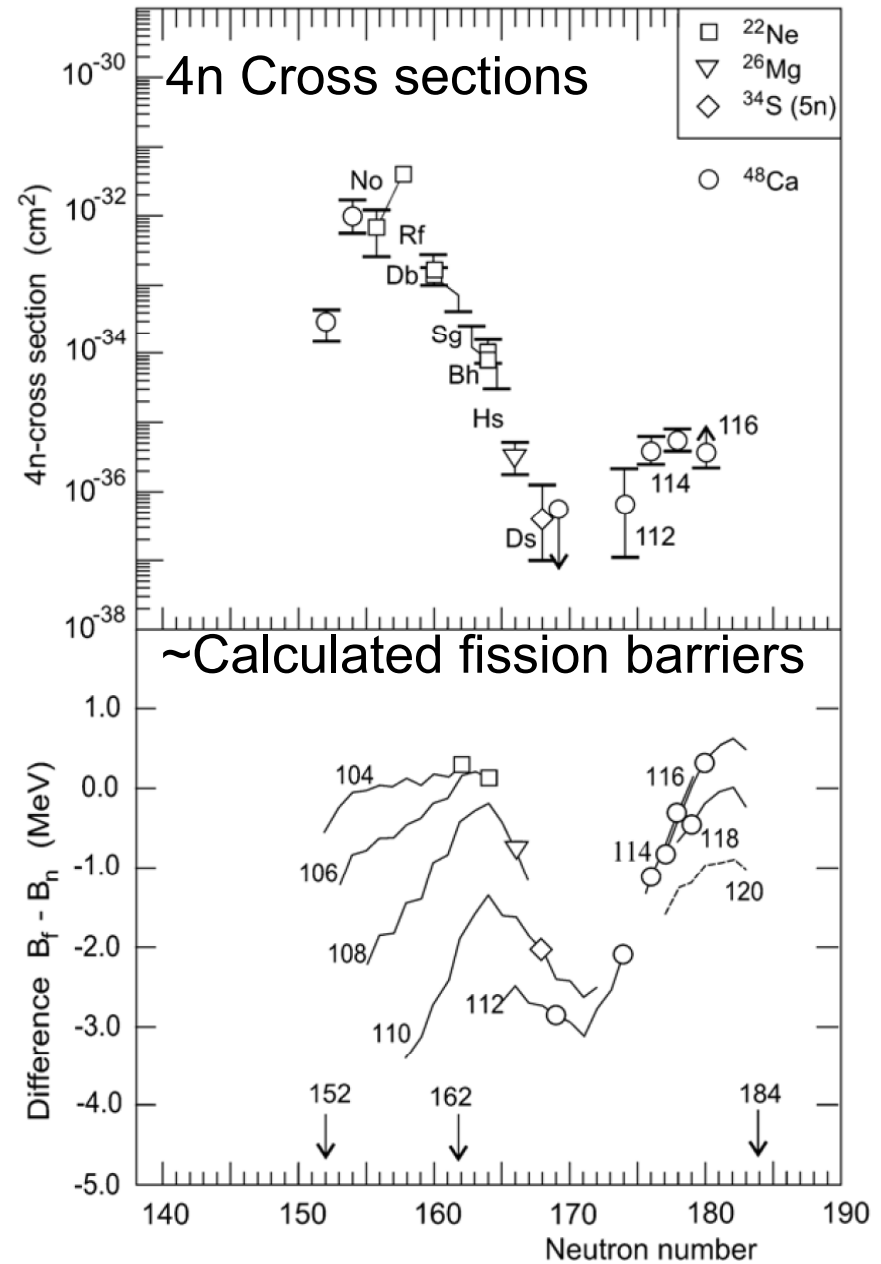 4n Cross sections
²²Ne
²⁶Mg
³⁴S (5n)
⁴⁸Ca
4n-cross section (cm²)
10⁻³⁰
10⁻³²
10⁻³⁴
10⁻³⁶
10⁻³⁸
No
Rf
Db
Sg
Bh
Hs
Ds
116
114
112
~Calculated fission barriers
Difference B_f - B_n (MeV)
1.0
0.0
-1.0
-2.0
-3.0
-4.0
-5.0
104
106
108
110
112
114
116
118
120
152
162
184
140 150 160 170 180 190
Neutron number